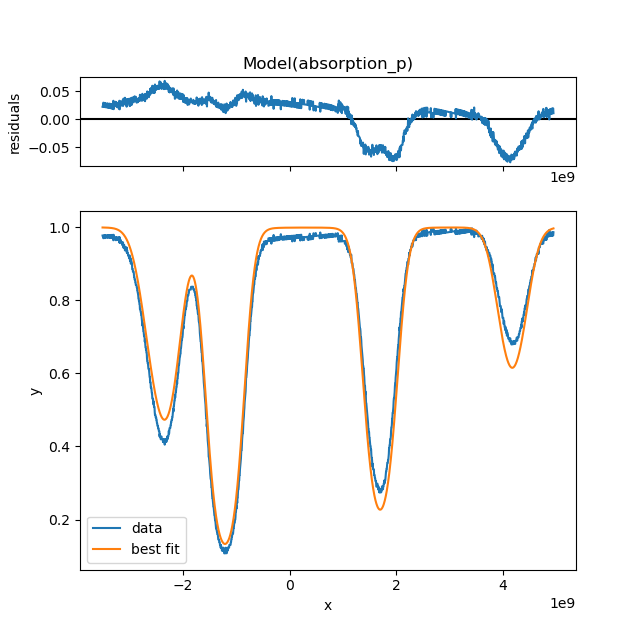 Model(absorption_p)
residuals
0.05
0.00
−0.05
1e9
y
1.0
0.8
0.6
0.4
0.2
data
best fit
−2
0
2
4
x
1e9